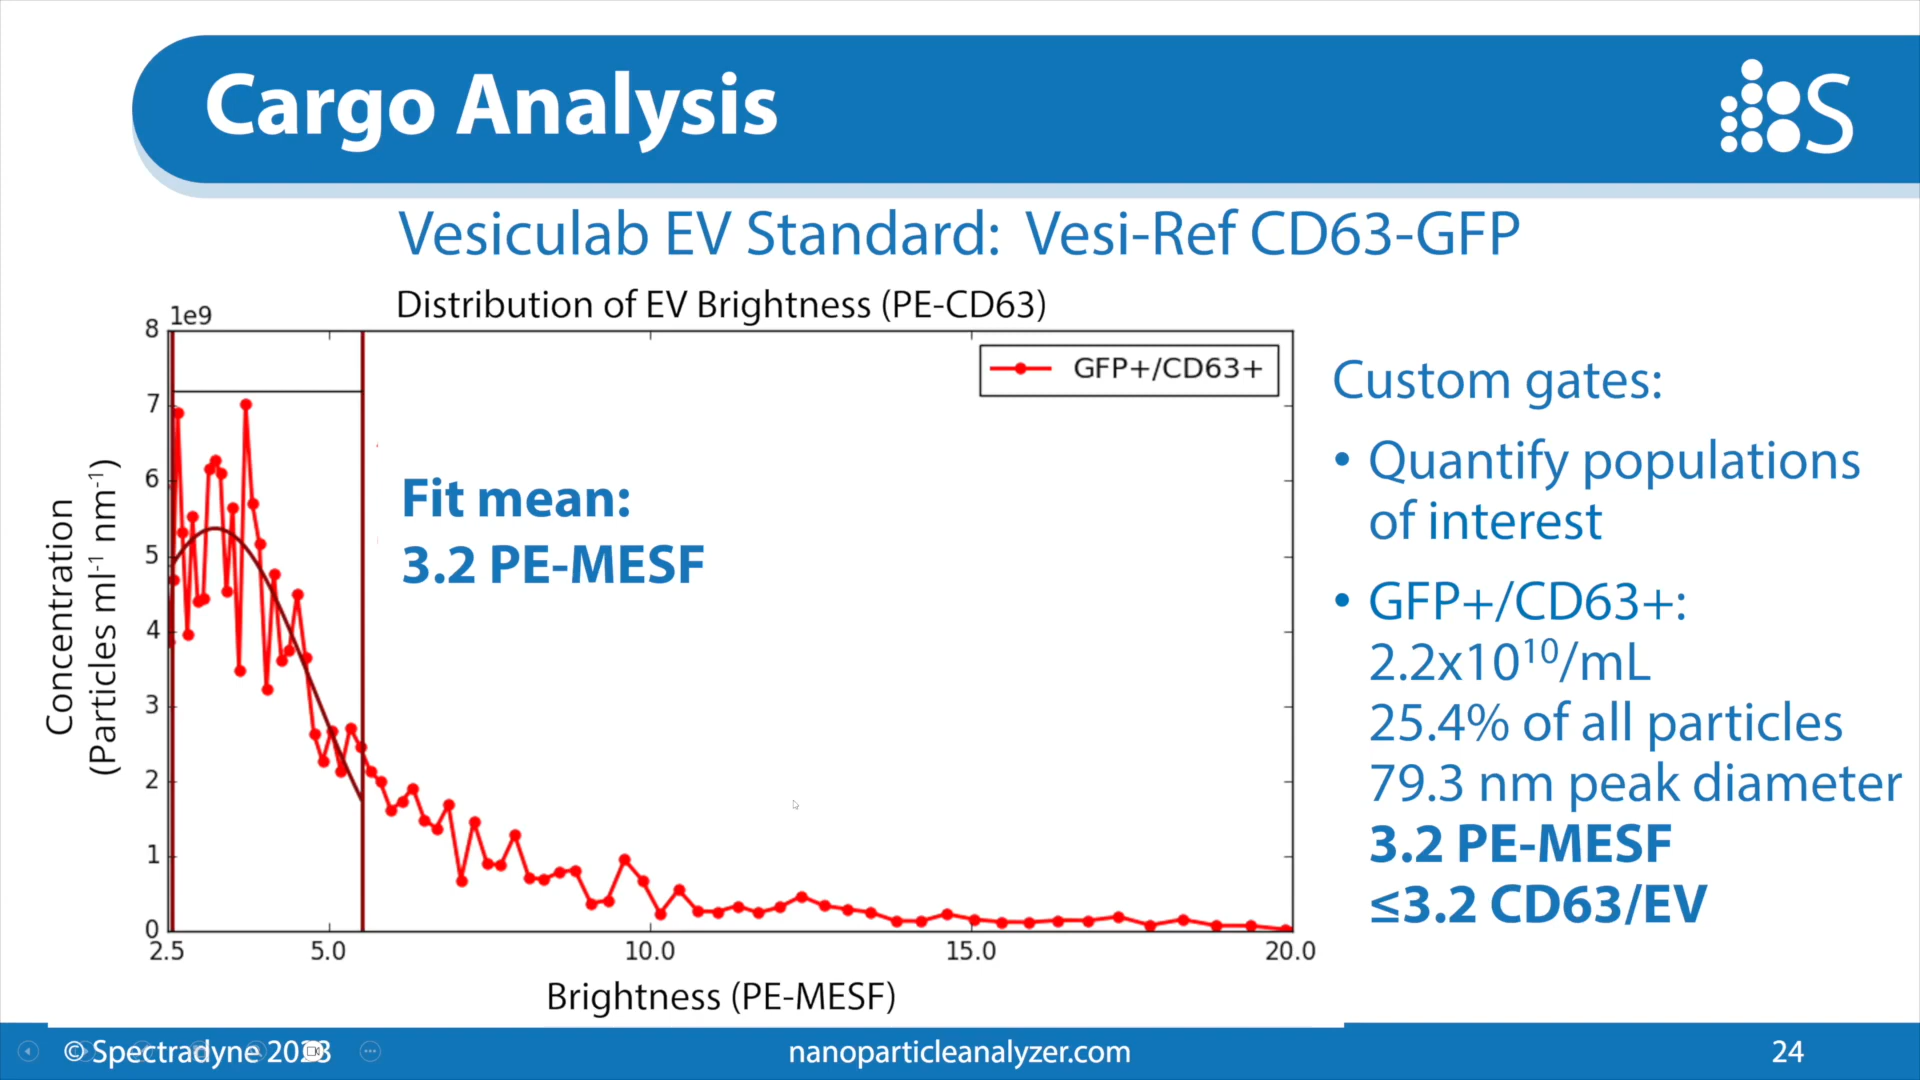 Cargo Analysis
S
Vesiculab EV Standard: Vesi-Ref CD63-GFP
Distribution of EV Brightness (PE-CD63)
1e9
8
7
6
5
4
3
2
1
0
Concentration
(Particles ml⁻¹ nm⁻¹)
GFP+/CD63+
Fit mean:
3.2 PE-MESF
2.5 5.0 10.0 15.0 20.0
Brightness (PE-MESF)
Custom gates:
• Quantify populations
of interest
• GFP+/CD63+:
2.2x10¹⁰/mL
25.4% of all particles
79.3 nm peak diameter
3.2 PE-MESF
≤3.2 CD63/EV
© Spectradyne 2023
nanoparticleanalyzer.com
24